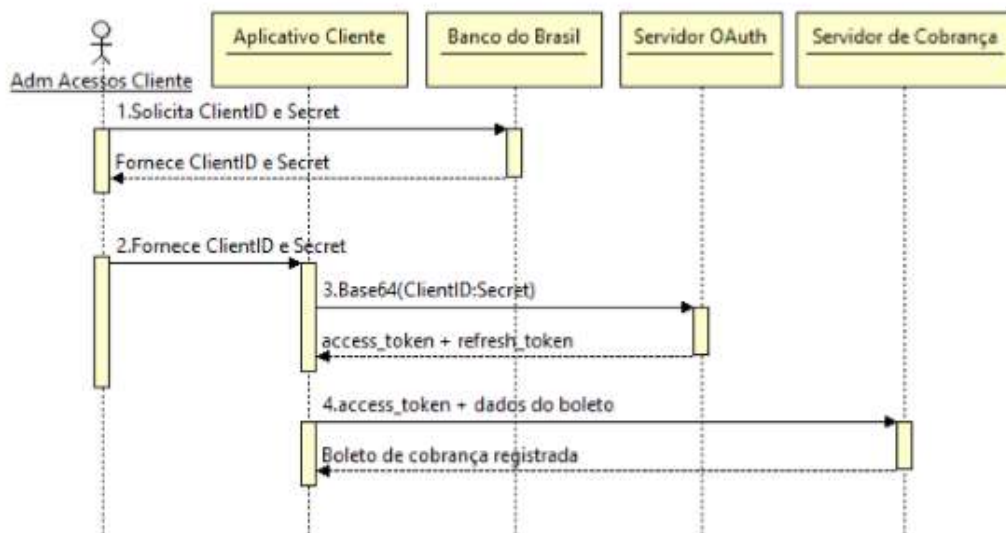 Adm Acessos Cliente
Aplicativo Cliente
Banco do Brasil
Servidor OAuth
Servidor de Cobrança
1.Solicita ClientID e Secret
Fornece ClientID e Secret
2.Fornece ClientID e Secret
3.Base64(ClientID:Secret)
access_token + refresh_token
4.access_token + dados do boleto
Boleto de cobrança registrada